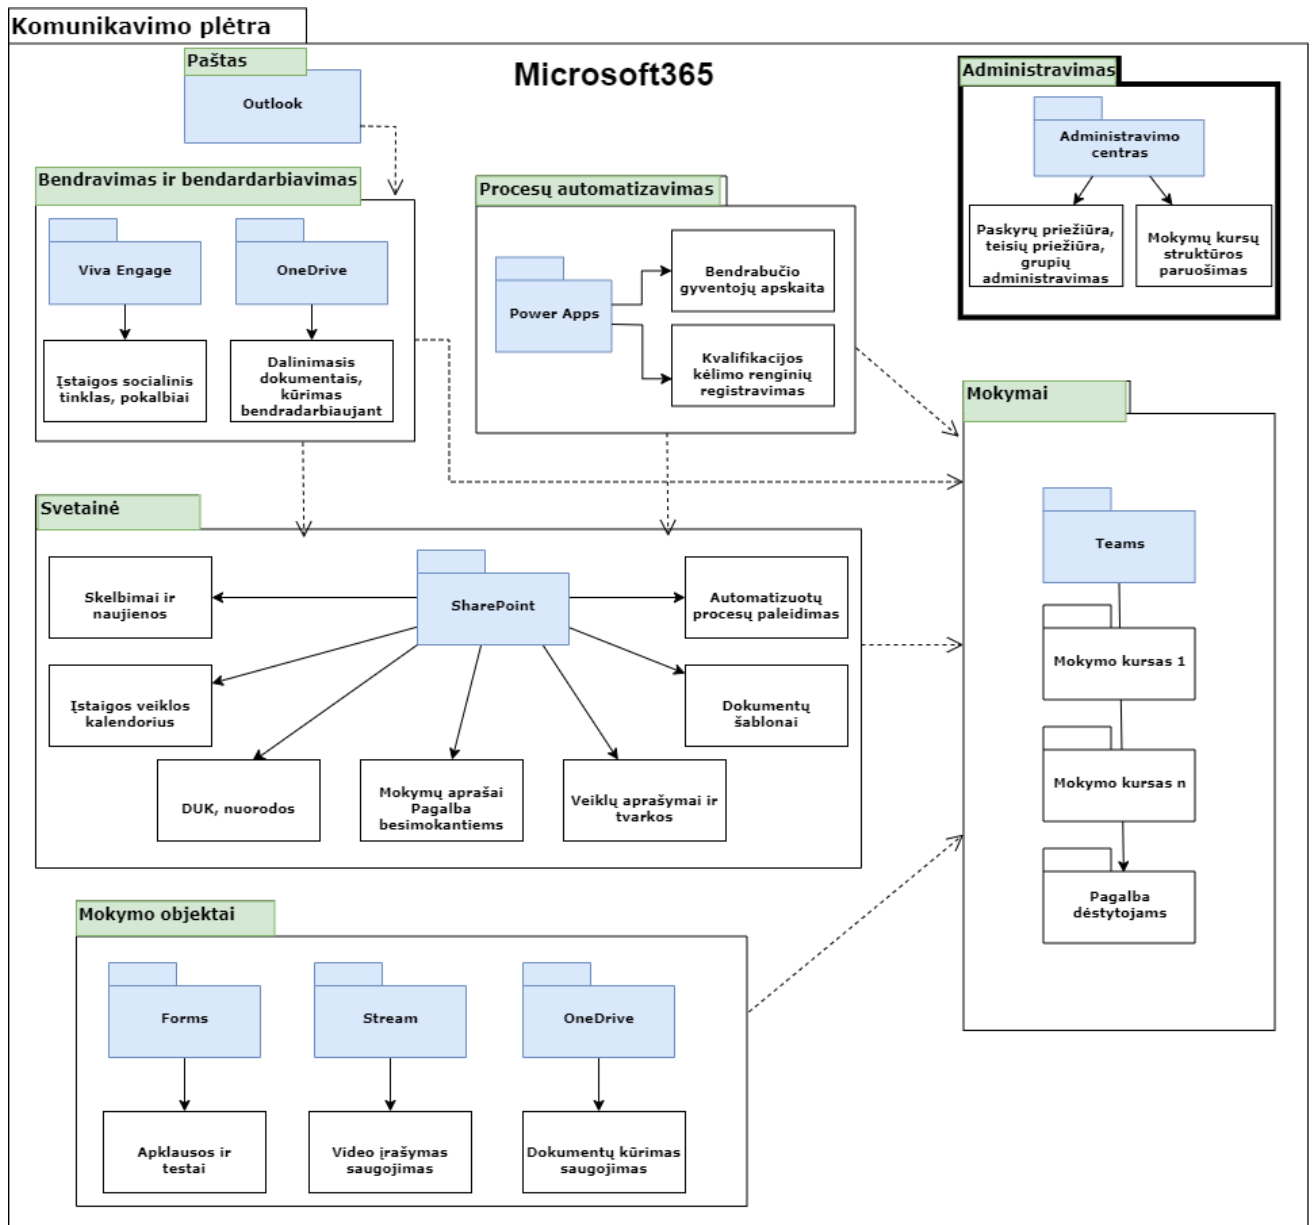 Komunikavimo plėtra
Microsoft365
Paštas
Outlook
Administravimas
Administravimo
centras
Paskyrų priežiūra,
teisių priežiūra,
grupių
administravimas
Mokymų kursų
struktūros
paruošimas
Bendravimas ir bendardarbiavimas
Viva Engage
OneDrive
Įstaigos socialinis
tinklas, pokalbiai
Dalinimasis
dokumentais,
kūrimas
bendradarbiaujant
Procesų automatizavimas
Power Apps
Bendrabučio
gyventojų apskaita
Kvalifikacijos
kėlimo renginių
registravimas
Svetainė
SharePoint
Skelbimai ir
naujienos
Automatizuotų
procesų paleidimas
Įstaigos veiklos
kalendorius
Dokumentų
šablonai
DUK, nuorodos
Mokymų aprašai
Pagalba
besimokantiems
Veiklų aprašymai ir
tvarkos
Mokymai
Teams
Mokymo kursas 1
Mokymo kursas n
Pagalba
dėstytojams
Mokymo objektai
Forms
Stream
OneDrive
Apklausos ir
testai
Video įrašymas
saugojimas
Dokumentų kūrimas
saugojimas